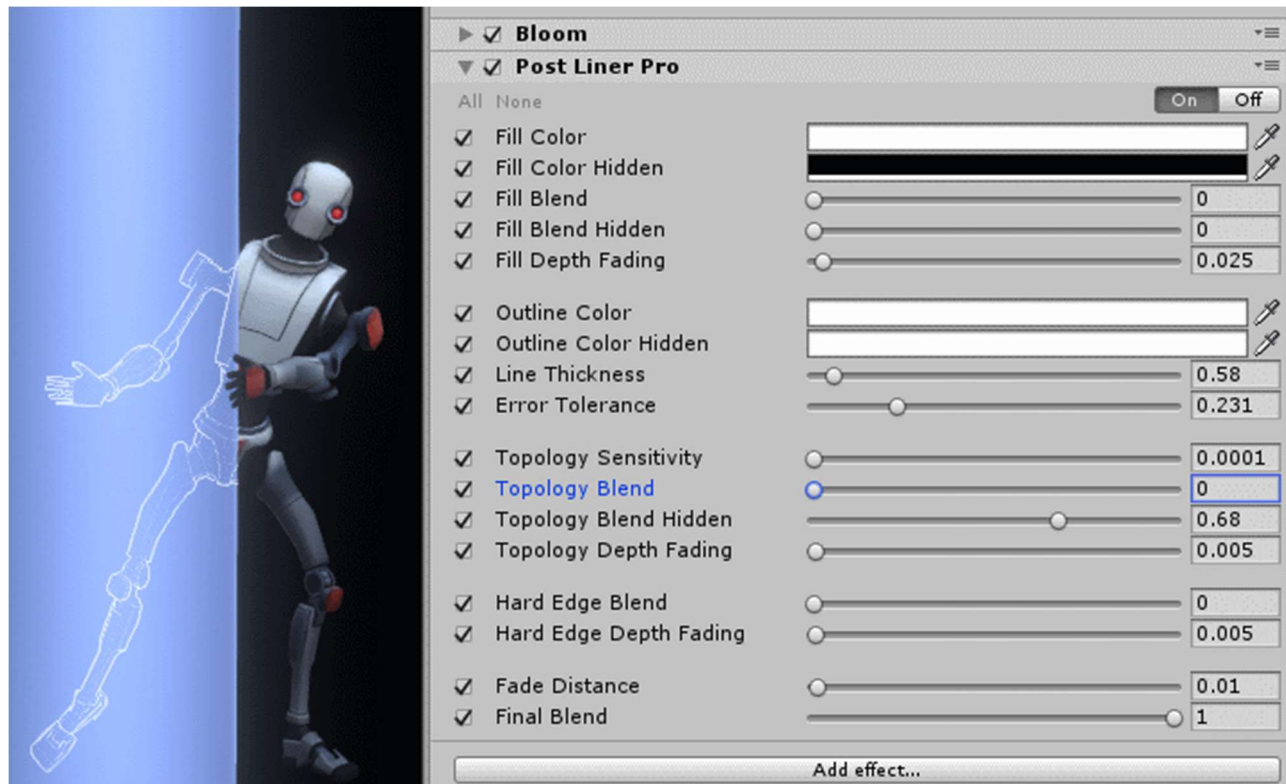 Bloom
Post Liner Pro
All None On Off
Fill Color
Fill Color Hidden
Fill Blend 0
Fill Blend Hidden 0
Fill Depth Fading 0.025
Outline Color
Outline Color Hidden
Line Thickness 0.58
Error Tolerance 0.231
Topology Sensitivity 0.0001
Topology Blend 0
Topology Blend Hidden 0.68
Topology Depth Fading 0.005
Hard Edge Blend 0
Hard Edge Depth Fading 0.005
Fade Distance 0.01
Final Blend 1
Add effect...